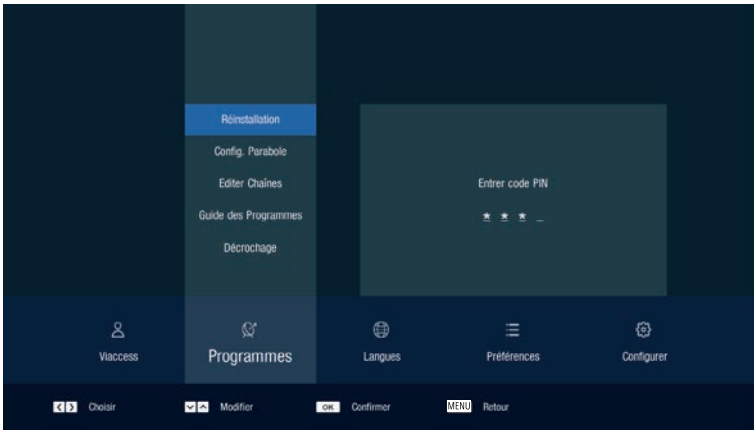 Réinstallation
Config. Parabole
Editer Chaînes
Guide des Programmes
Décrochage
Entrer code PIN
* * * _
Viaccess Programmes Langues Préférences Configurer
Choisir Modifier OK Confirmer MENU Retour